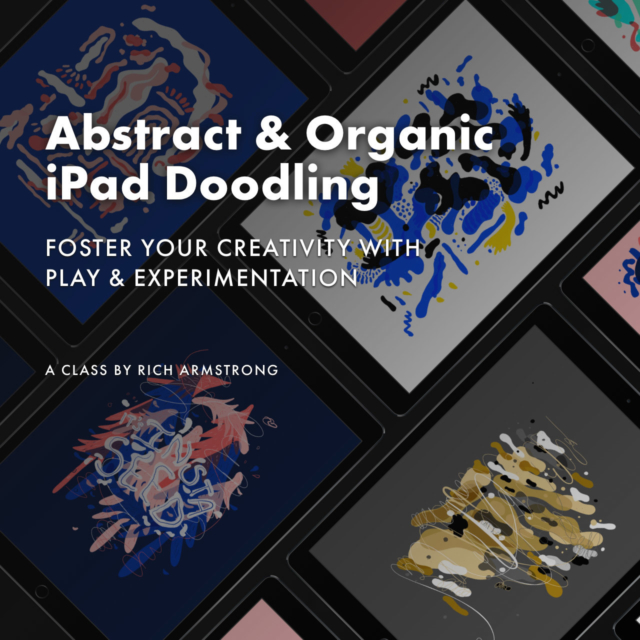 Abstract & Organic
iPad Doodling
FOSTER YOUR CREATIVITY WITH
PLAY & EXPERIMENTATION
A CLASS BY RICH ARMSTRONG